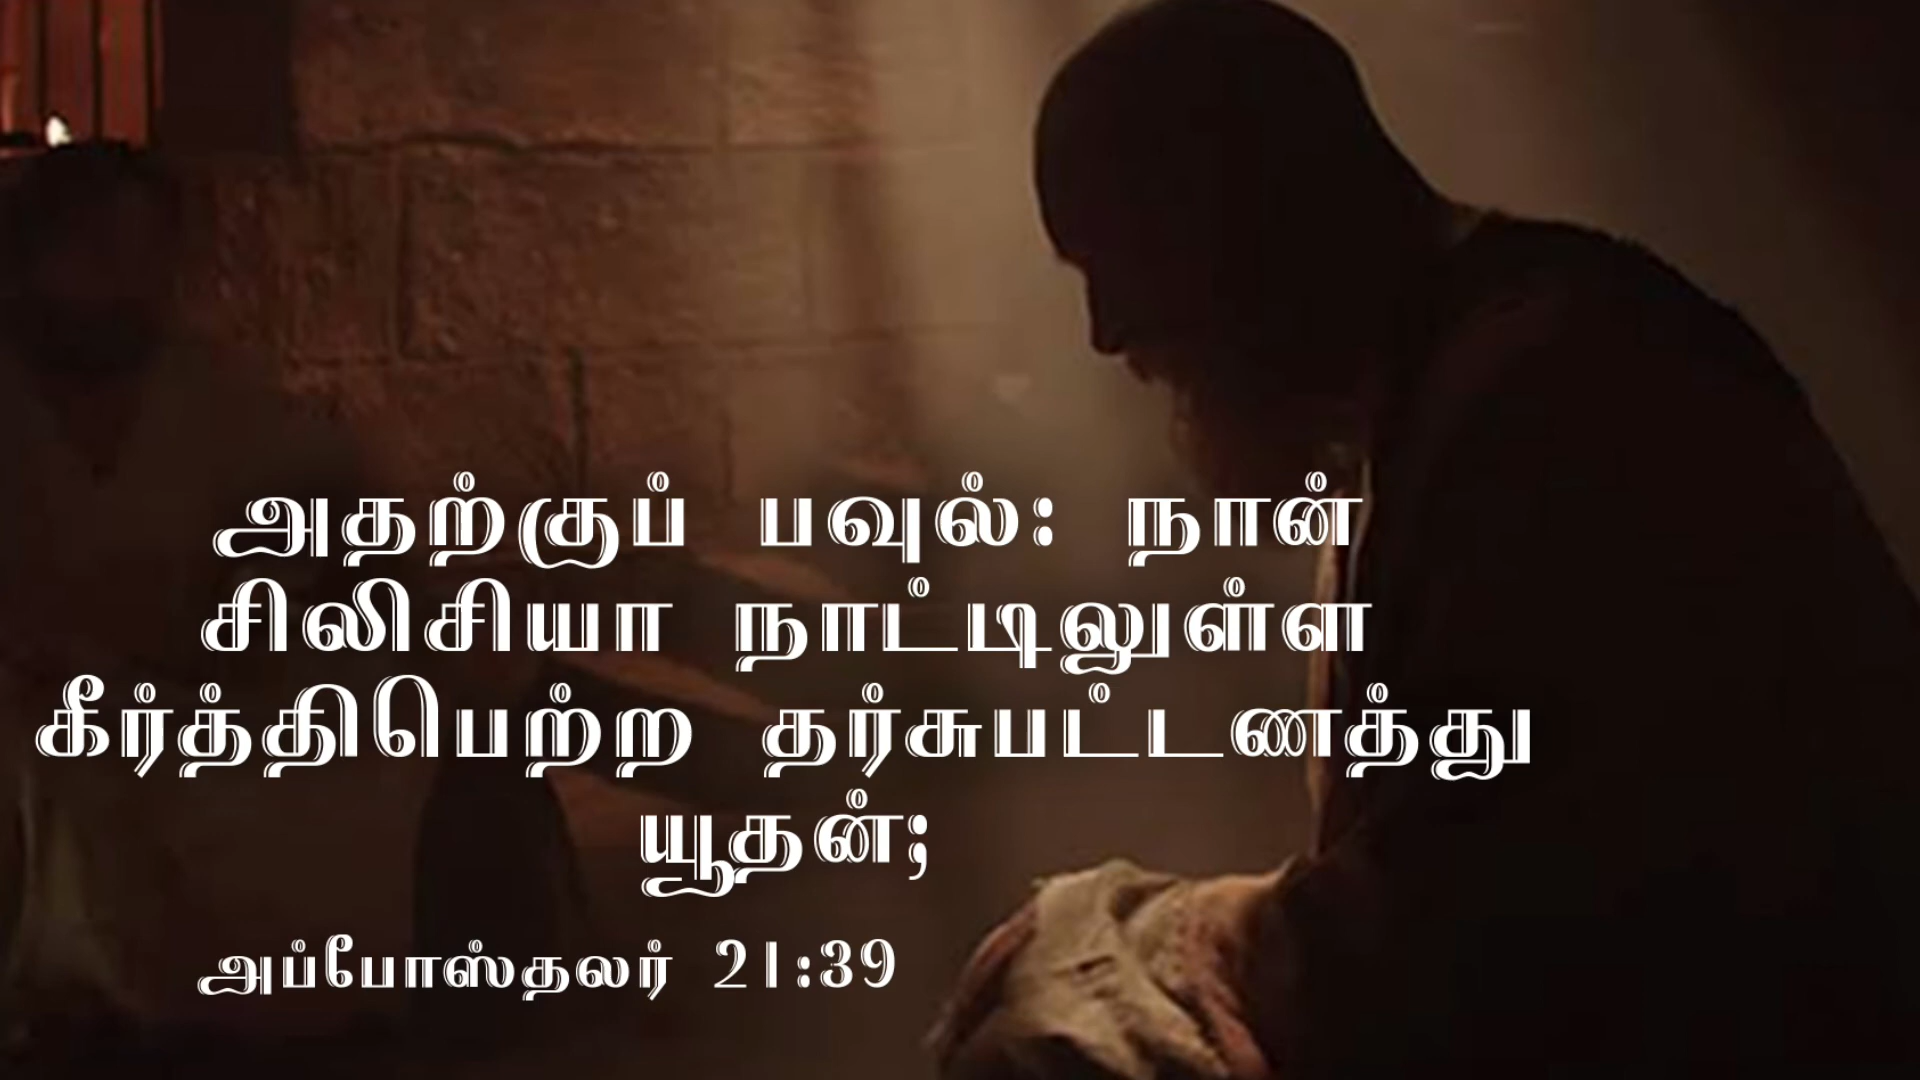 அதற்குப் பவுல்: நான்
சிலிசியா நாட்டிலுள்ள
கீர்த்திபெற்ற தர்சுபட்டணத்து
யூதன்;
அப்போஸ்தலர் 21:39